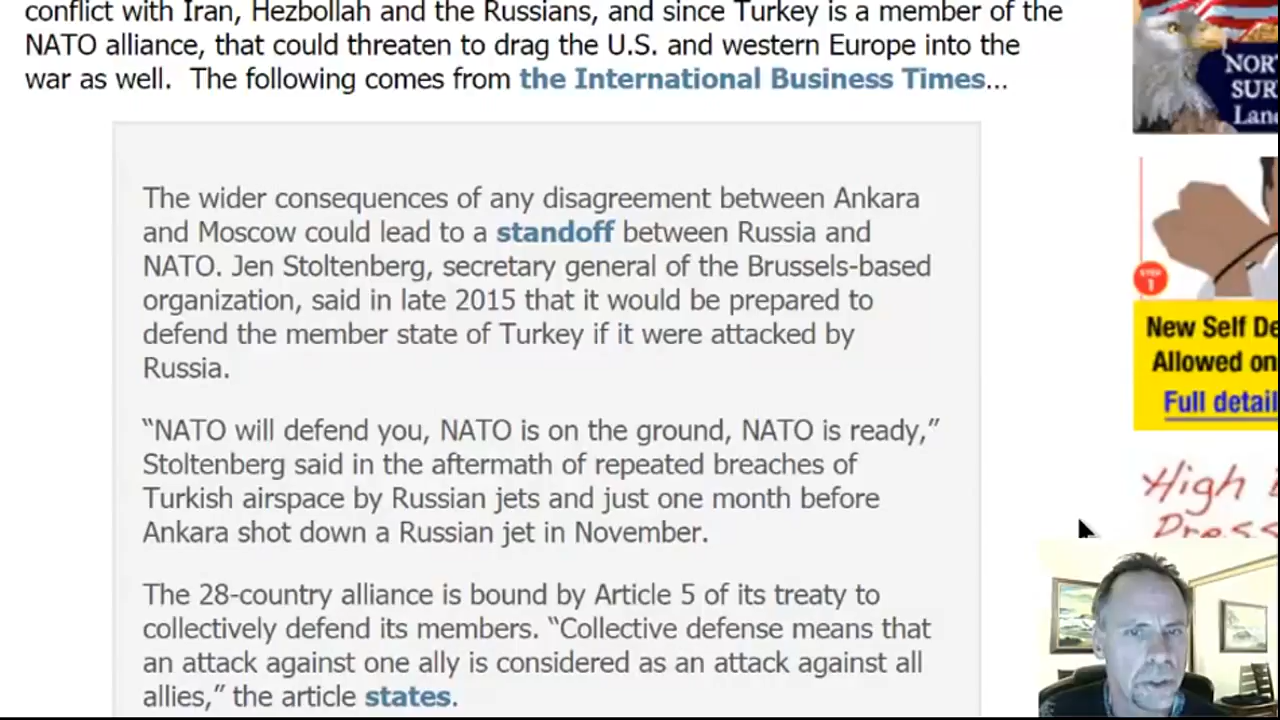 conflict with Iran, Hezbollah and the Russians, and since Turkey is a member of the
NATO alliance, that could threaten to drag the U.S. and western Europe into the
war as well.  The following comes from the International Business Times...
The wider consequences of any disagreement between Ankara
and Moscow could lead to a standoff between Russia and
NATO. Jen Stoltenberg, secretary general of the Brussels-based
organization, said in late 2015 that it would be prepared to
defend the member state of Turkey if it were attacked by
Russia.
“NATO will defend you, NATO is on the ground, NATO is ready,”
Stoltenberg said in the aftermath of repeated breaches of
Turkish airspace by Russian jets and just one month before
Ankara shot down a Russian jet in November.
The 28-country alliance is bound by Article 5 of its treaty to
collectively defend its members. “Collective defense means that
an attack against one ally is considered as an attack against all
allies,” the article states.
NOR
SUR
Lan
STEP
1
New Self De
Allowed on
Full detail
High
Press